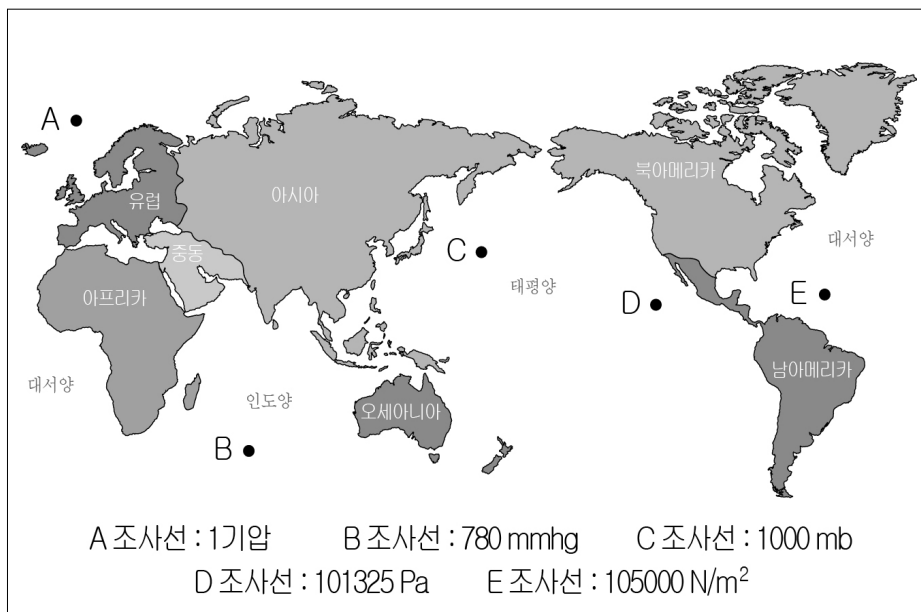 A
유럽
아시아
북아메리카
중동
C
태평양
대서양
아프리카
D
E
대서양
인도양
오세아니아
남아메리카
B
A 조사선 : 1기압 B 조사선 : 780 mmhg C 조사선 : 1000 mb
D 조사선 : 101325 Pa E 조사선 : 105000 N/m²